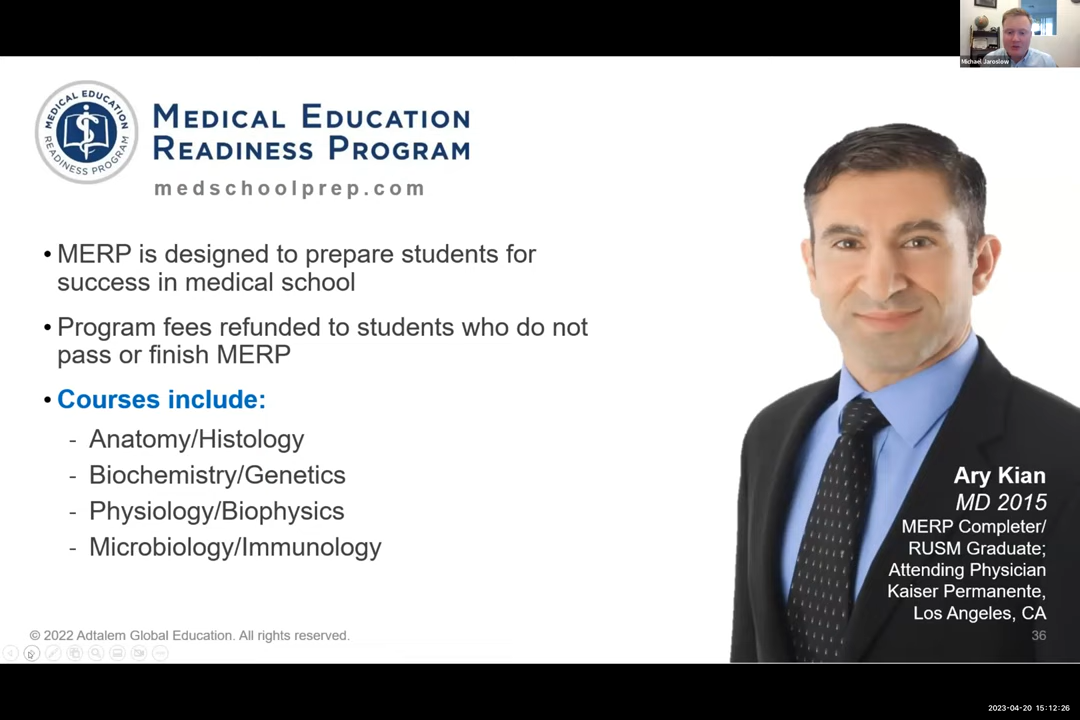 Michael Jaroslow
MEDICAL EDUCATION
READINESS PROGRAM
MEDICAL EDUCATION
READINESS PROGRAM
medschoolprep.com
• MERP is designed to prepare students for
success in medical school
• Program fees refunded to students who do not
pass or finish MERP
• Courses include:
- Anatomy/Histology
- Biochemistry/Genetics
- Physiology/Biophysics
- Microbiology/Immunology
Ary Kian
MD 2015
MERP Completer/
RUSM Graduate;
Attending Physician
Kaiser Permanente,
Los Angeles, CA
© 2022 Adtalem Global Education. All rights reserved.
36
2023-04-20 15:12:26